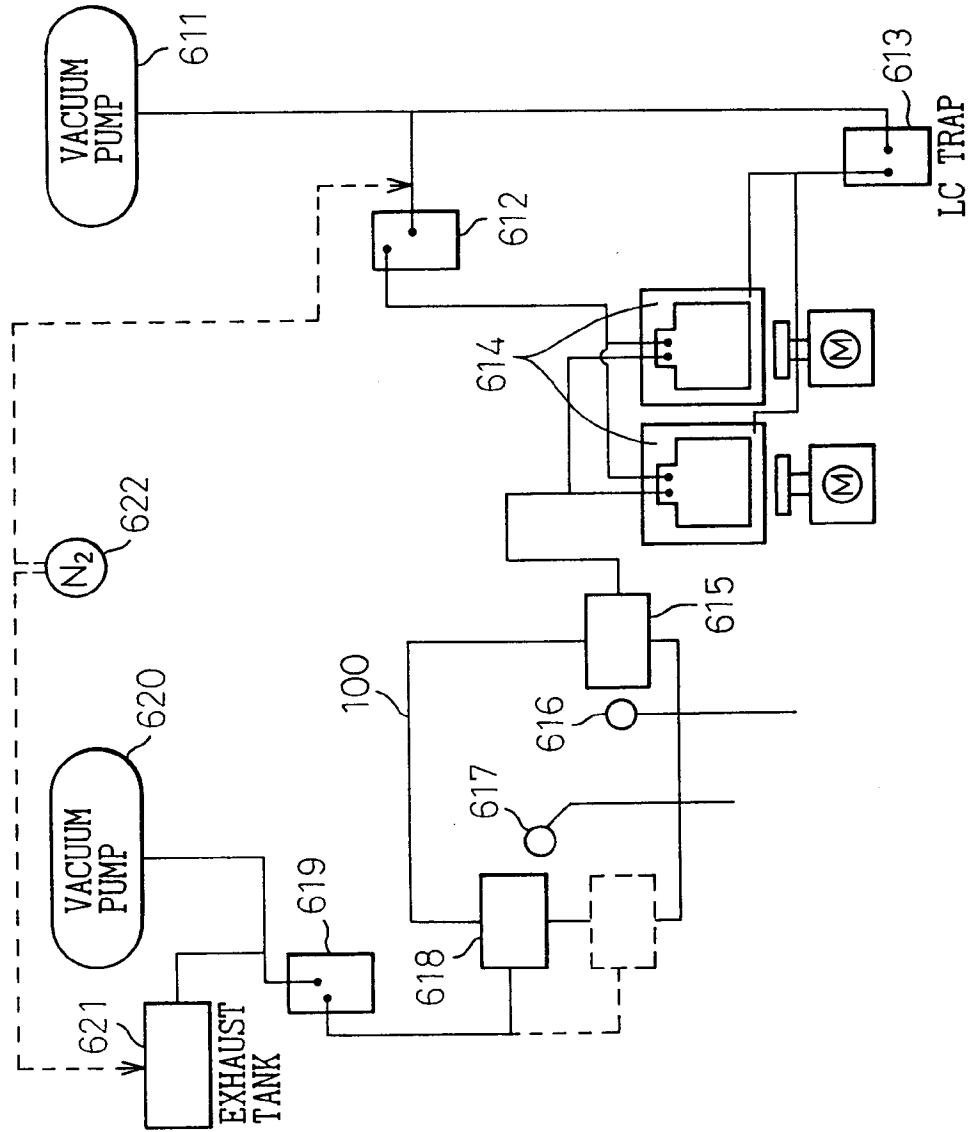 VACUUM
PUMP
611
VACUUM
PUMP
620
N₂
622
621
EXHAUST
TANK
619
618
617
616
100
615
614
612
613
LC TRAP
M
M